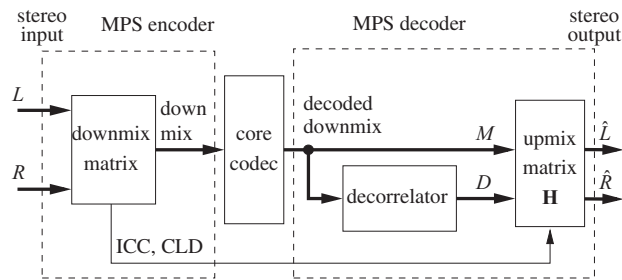 stereo
input
MPS encoder
MPS decoder
stereo
output
L
R
downmix
matrix
down
mix
core
codec
decoded
downmix
M
decorrelator
D
upmix
matrix
H
L̂
R̂
ICC, CLD